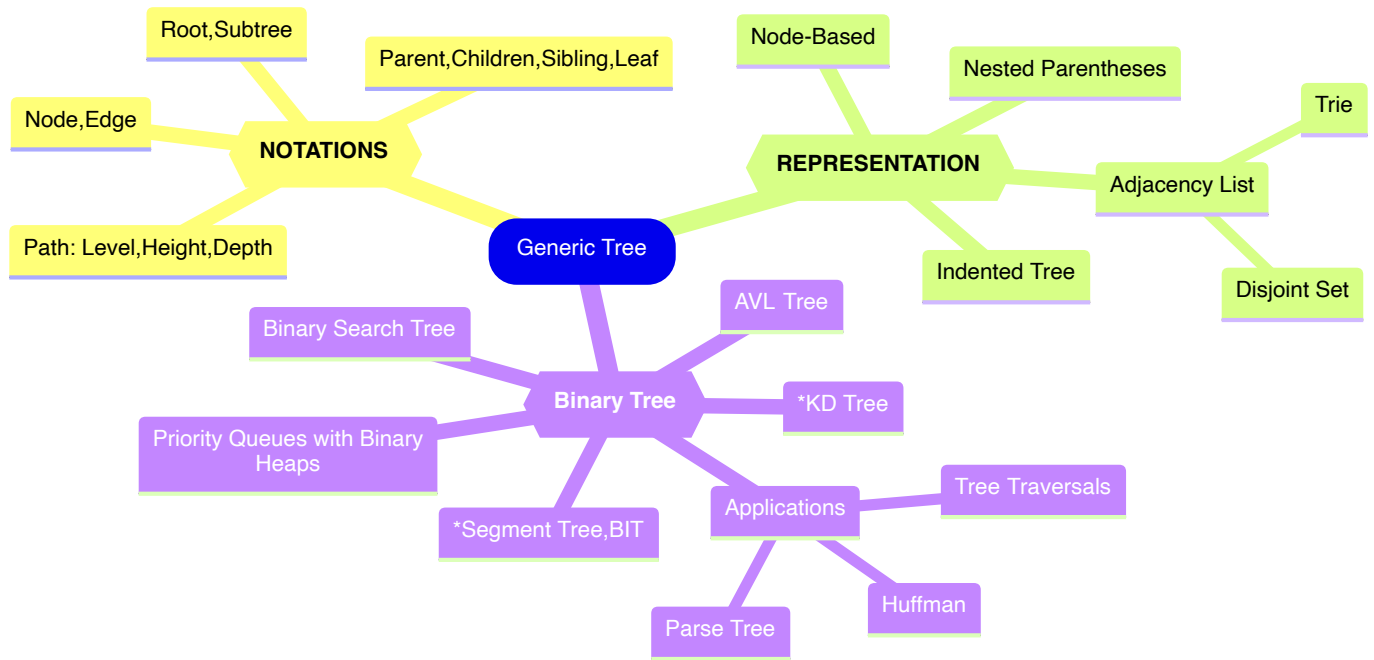 Root,Subtree
Parent,Children,Sibling,Leaf
Node,Edge
NOTATIONS
Path: Level,Height,Depth
Node-Based
Nested Parentheses
Trie
REPRESENTATION
Adjacency List
Indented Tree
Disjoint Set
Generic Tree
AVL Tree
Binary Search Tree
Binary Tree
*KD Tree
Priority Queues with Binary
Heaps
*Segment Tree,BIT
Applications
Tree Traversals
Huffman
Parse Tree